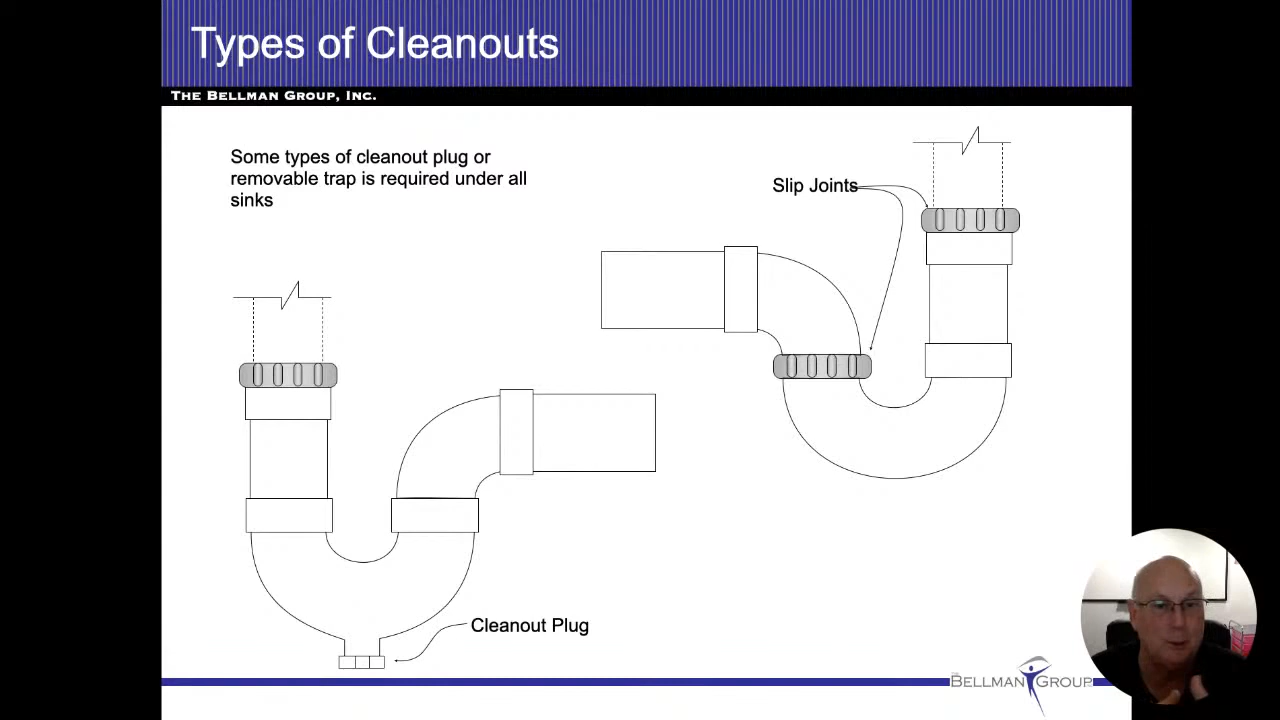 Types of Cleanouts
THE BELLMAN GROUP, INC.
Some types of cleanout plug or
removable trap is required under all
sinks
Slip Joints
Cleanout Plug
THE
BELLMAN GROUP